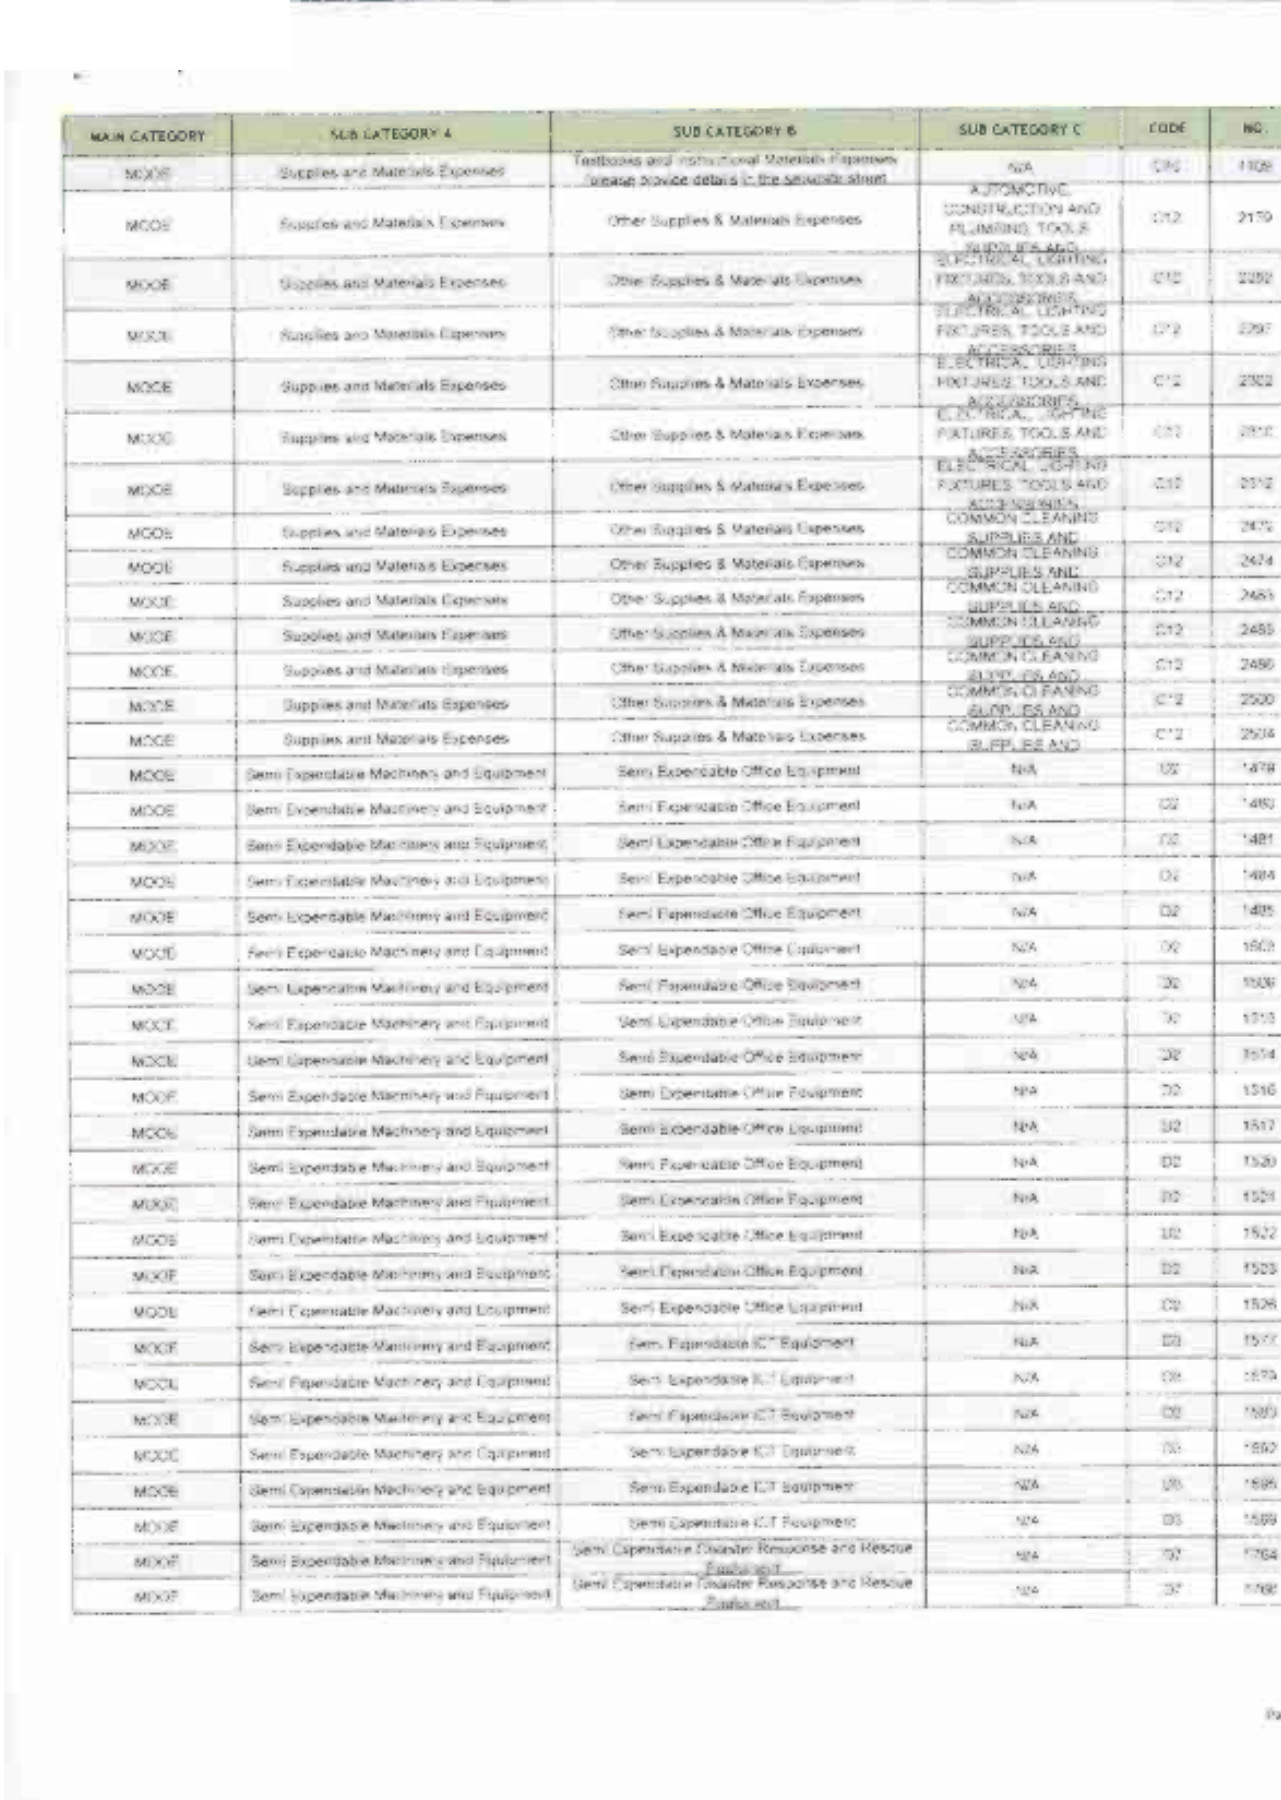 MAIN CATEGORY SUB CATEGORY A SUB CATEGORY B SUB CATEGORY C CODE NO.
MOOE Supplies and Materials Expenses Textbooks and Instructional Materials Expenses N/A
please provide details in the separate sheet
MOOE Supplies and Materials Expenses Other Supplies & Materials Expenses AUTOMOTIVE, C12 2179
CONSTRUCTION AND
PLUMBING, TOOLS
SUPPLIES AND
MOOE Supplies and Materials Expenses Other Supplies & Materials Expenses ELECTRICAL, LIGHTING C12
FIXTURES, TOOLS AND
ACCESSORIES
MOOE Supplies and Materials Expenses Other Supplies & Materials Expenses ELECTRICAL, LIGHTING C12
FIXTURES, TOOLS AND
ACCESSORIES
MOOE Supplies and Materials Expenses Other Supplies & Materials Expenses ELECTRICAL, LIGHTING C12 2302
FIXTURES, TOOLS AND
ACCESSORIES
MOOE Supplies and Materials Expenses Other Supplies & Materials Expenses ELECTRICAL, LIGHTING C12
FIXTURES, TOOLS AND
ACCESSORIES
MOOE Supplies and Materials Expenses Other Supplies & Materials Expenses ELECTRICAL, LIGHTING C12 2312
FIXTURES, TOOLS AND
ACCESSORIES
MOOE Supplies and Materials Expenses Other Supplies & Materials Expenses COMMON CLEANING C12
SUPPLIES AND
MOOE Supplies and Materials Expenses Other Supplies & Materials Expenses COMMON CLEANING C12 2474
SUPPLIES AND
MOOE Supplies and Materials Expenses Other Supplies & Materials Expenses COMMON CLEANING C12
SUPPLIES AND
MOOE Supplies and Materials Expenses Other Supplies & Materials Expenses COMMON CLEANING C12 2485
SUPPLIES AND
MOOE Supplies and Materials Expenses Other Supplies & Materials Expenses COMMON CLEANING C12 2486
SUPPLIES AND
MOOE Supplies and Materials Expenses Other Supplies & Materials Expenses COMMON CLEANING C12 2500
SUPPLIES AND
MOOE Supplies and Materials Expenses Other Supplies & Materials Expenses COMMON CLEANING C12 2504
SUPPLIES AND
MOOE Semi Expendable Machinery and Equipment Semi Expendable Office Equipment N/A D2 1479
MOOE Semi Expendable Machinery and Equipment Semi Expendable Office Equipment N/A D2 1480
MOOE Semi Expendable Machinery and Equipment Semi Expendable Office Equipment N/A D2 1481
MOOE Semi Expendable Machinery and Equipment Semi Expendable Office Equipment N/A D2 1484
MOOE Semi Expendable Machinery and Equipment Semi Expendable Office Equipment N/A D2 1485
MOOE Semi Expendable Machinery and Equipment Semi Expendable Office Equipment N/A D2
MOOE Semi Expendable Machinery and Equipment Semi Expendable Office Equipment N/A D2 1506
MOOE Semi Expendable Machinery and Equipment Semi Expendable Office Equipment N/A D2 1513
MOOE Semi Expendable Machinery and Equipment Semi Expendable Office Equipment N/A D2 1514
MOOE Semi Expendable Machinery and Equipment Semi Expendable Office Equipment N/A D2 1516
MOOE Semi Expendable Machinery and Equipment Semi Expendable Office Equipment N/A D2 1517
MOOE Semi Expendable Machinery and Equipment Semi Expendable Office Equipment N/A D2 1520
MOOE Semi Expendable Machinery and Equipment Semi Expendable Office Equipment N/A D2 1521
MOOE Semi Expendable Machinery and Equipment Semi Expendable Office Equipment N/A D2 1522
MOOE Semi Expendable Machinery and Equipment Semi Expendable Office Equipment N/A D2 1523
MOOE Semi Expendable Machinery and Equipment Semi Expendable Office Equipment N/A D2 1526
MOOE Semi Expendable Machinery and Equipment Semi Expendable ICT Equipment N/A D3 1577
MOOE Semi Expendable Machinery and Equipment Semi Expendable ICT Equipment N/A D3 1579
MOOE Semi Expendable Machinery and Equipment Semi Expendable ICT Equipment N/A D3
MOOE Semi Expendable Machinery and Equipment Semi Expendable ICT Equipment N/A D3
MOOE Semi Expendable Machinery and Equipment Semi Expendable ICT Equipment N/A D3
MOOE Semi Expendable Machinery and Equipment Semi Expendable ICT Equipment N/A D3
MOOE Semi Expendable Machinery and Equipment Semi Expendable Disaster Response and Rescue N/A D7 1764
Equipment
MOOE Semi Expendable Machinery and Equipment Semi Expendable Disaster Response and Rescue N/A D7
Equipment